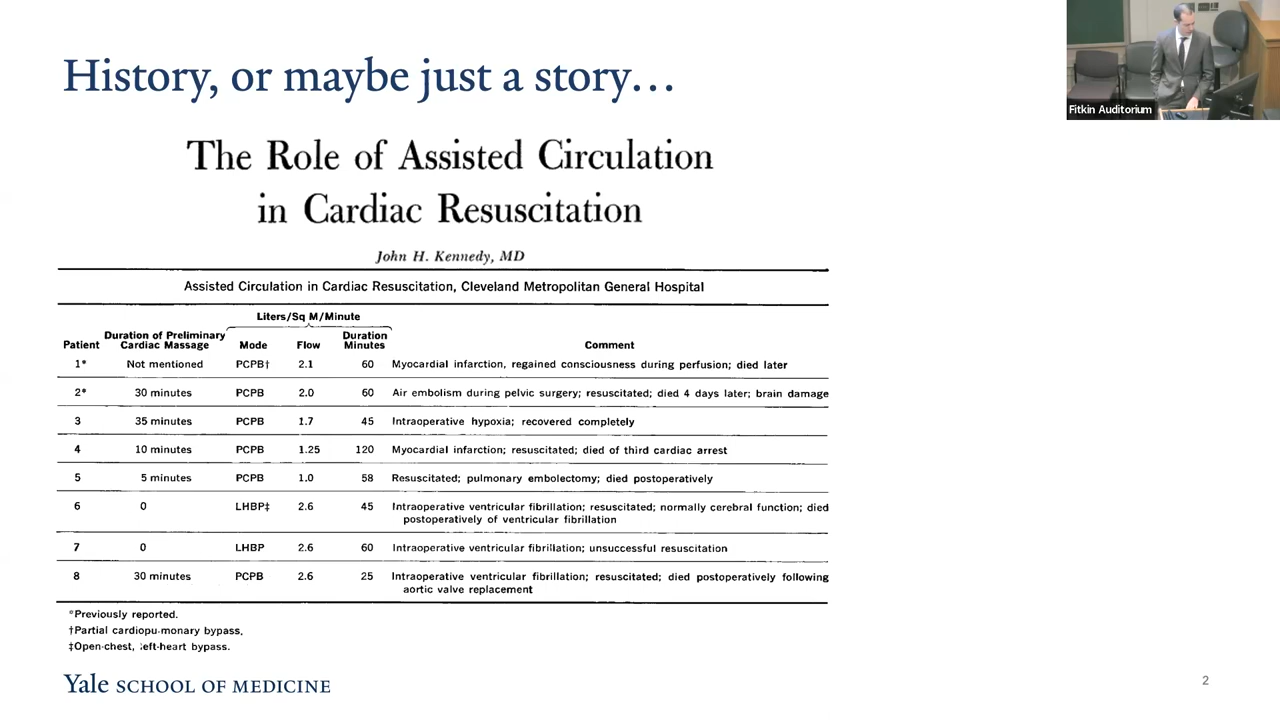 History, or maybe just a story...
Fitkin Auditorium
The Role of Assisted Circulation
in Cardiac Resuscitation
John H. Kennedy, MD
Assisted Circulation in Cardiac Resuscitation, Cleveland Metropolitan General Hospital
Liters/Sq M/Minute
Patient Duration of Preliminary Cardiac Massage Mode Flow Duration Minutes Comment
1* Not mentioned PCPB† 2.1 60 Myocardial infarction, regained consciousness during perfusion; died later
2* 30 minutes PCPB 2.0 60 Air embolism during pelvic surgery; resuscitated; died 4 days later; brain damage
3 35 minutes PCPB 1.7 45 Intraoperative hypoxia; recovered completely
4 10 minutes PCPB 1.25 120 Myocardial infarction; resuscitated; died of third cardiac arrest
5 5 minutes PCPB 1.0 58 Resuscitated; pulmonary embolectomy; died postoperatively
6 0 LHBP‡ 2.6 45 Intraoperative ventricular fibrillation; resuscitated; normally cerebral function; died
postoperatively of ventricular fibrillation
7 0 LHBP 2.6 60 Intraoperative ventricular fibrillation; unsuccessful resuscitation
8 30 minutes PCPB 2.6 25 Intraoperative ventricular fibrillation; resuscitated; died postoperatively following
aortic valve replacement
*Previously reported.
†Partial cardiopu-monary bypass.
‡Open-chest, left-heart bypass.
Yale SCHOOL OF MEDICINE
2